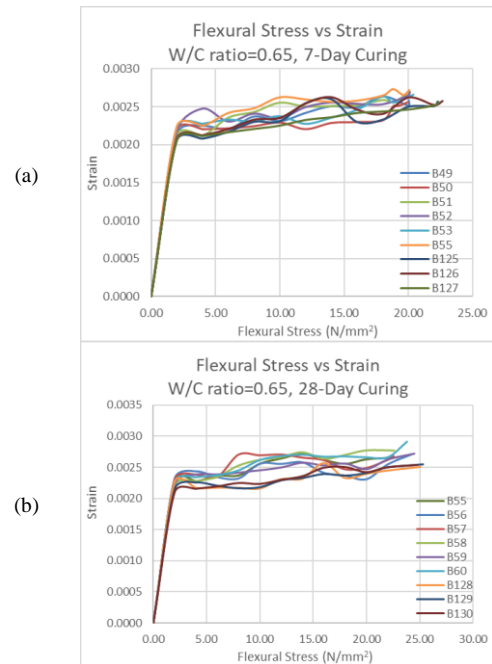 (a)
Flexural Stress vs Strain
W/C ratio=0.65, 7-Day Curing
0.0030
0.0025
0.0020
0.0015
0.0010
0.0005
0.0000
Strain
B49
B50
B51
B52
B53
B55
B125
B126
B127
0.00 5.00 10.00 15.00 20.00 25.00
Flexural Stress (N/mm²)
(b)
Flexural Stress vs Strain
W/C ratio=0.65, 28-Day Curing
0.0035
0.0030
0.0025
0.0020
0.0015
0.0010
0.0005
0.0000
Strain
B55
B56
B57
B58
B59
B60
B128
B129
B130
0.00 5.00 10.00 15.00 20.00 25.00 30.00
Flexural Stress (N/mm²)